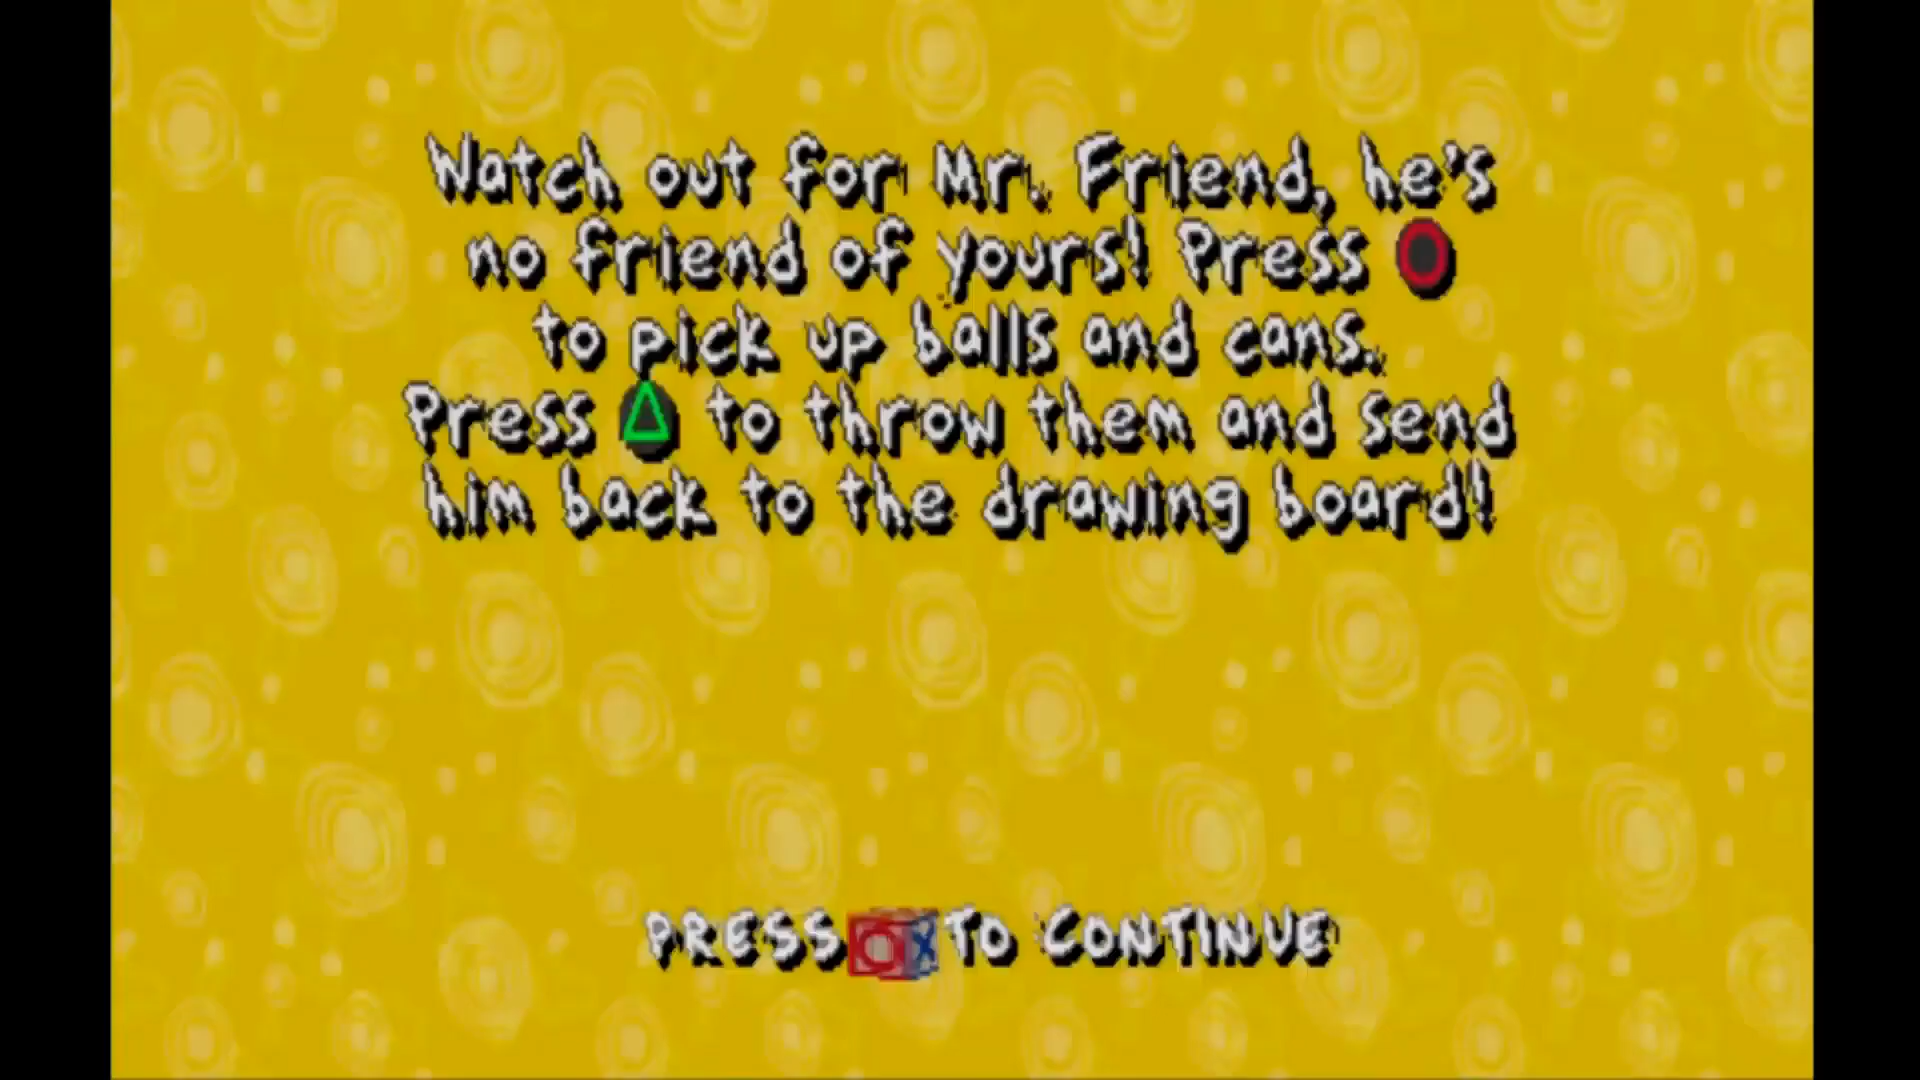 Watch out for Mr. Friend, he's
no friend of yours! Press O
to pick up balls and cans.
Press △ to throw them and send
him back to the drawing board!
PRESS X TO CONTINUE